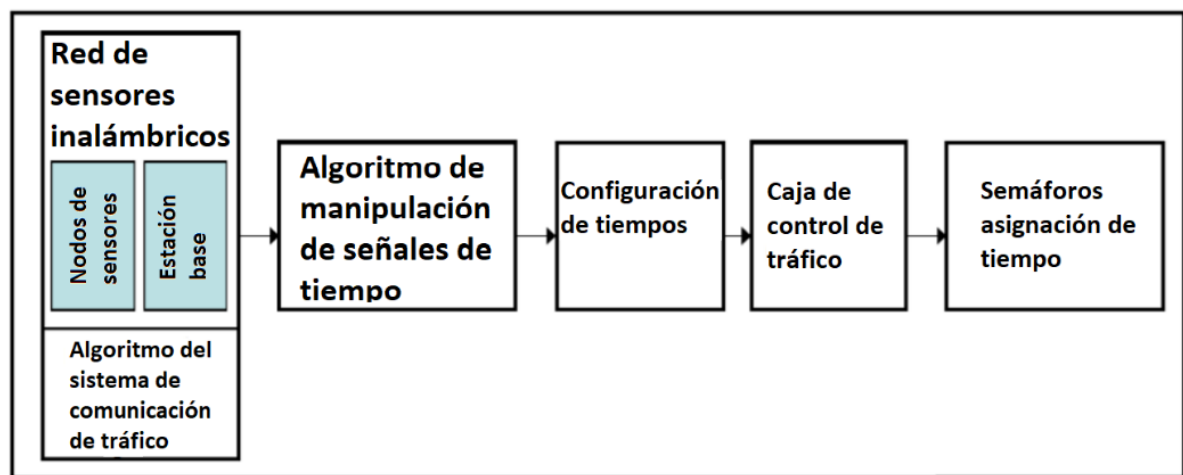 Red de
sensores
inalámbricos
Nodos de
sensores
Estación
base
Algoritmo del
sistema de
comunicación
de tráfico
Algoritmo de
manipulación
de señales de
tiempo
Configuración
de tiempos
Caja de
control de
tráfico
Semáforos
asignación de
tiempo